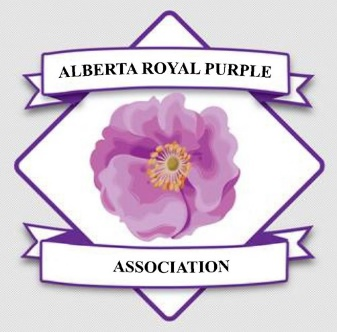 ALBERTA ROYAL PURPLE
ASSOCIATION